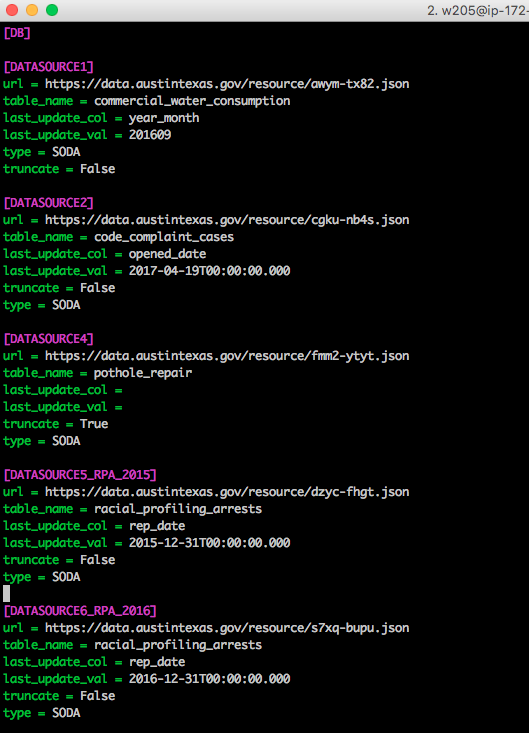 2. w205@ip-172-
[DB]
[DATASOURCE1]
url = https://data.austintexas.gov/resource/awym-tx82.json
table_name = commercial_water_consumption
last_update_col = year_month
last_update_val = 201609
type = SODA
truncate = False
[DATASOURCE2]
url = https://data.austintexas.gov/resource/cgku-nb4s.json
table_name = code_complaint_cases
last_update_col = opened_date
last_update_val = 2017-04-19T00:00:00.000
truncate = False
type = SODA
[DATASOURCE4]
url = https://data.austintexas.gov/resource/fmm2-ytyt.json
table_name = pothole_repair
last_update_col =
last_update_val =
truncate = True
type = SODA
[DATASOURCE5_RPA_2015]
url = https://data.austintexas.gov/resource/dzyc-fhgt.json
table_name = racial_profiling_arrests
last_update_col = rep_date
last_update_val = 2015-12-31T00:00:00.000
truncate = False
type = SODA
[DATASOURCE6_RPA_2016]
url = https://data.austintexas.gov/resource/s7xq-bupu.json
table_name = racial_profiling_arrests
last_update_col = rep_date
last_update_val = 2016-12-31T00:00:00.000
truncate = False
type = SODA